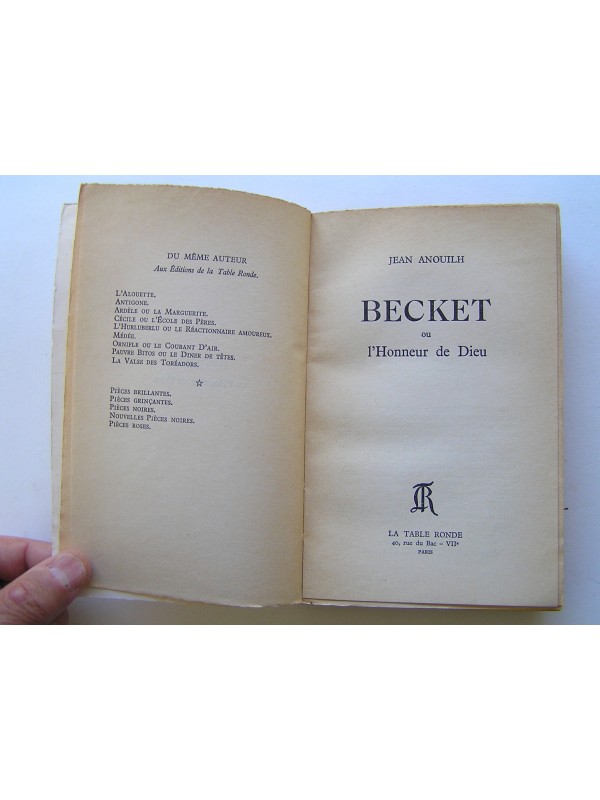 DU MÊME AUTEUR
Aux Éditions de la Table Ronde.
L'Alouette.
Antigone.
Ardèle ou la Marguerite.
Cécile ou l'École des Pères.
L'Hurluberlu ou le Réactionnaire amoureux.
Médée.
Ornifle ou le Courant D'air.
Pauvre Bitos ou le Diner de têtes.
La Valse des Toréadors.
Pièces brillantes.
Pièces grinçantes.
Pièces noires.
Nouvelles Pièces noires.
Pièces roses.
JEAN ANOUILH
BECKET
ou
l'Honneur de Dieu
TR
LA TABLE RONDE
40, rue du Bac – VIIe
PARIS